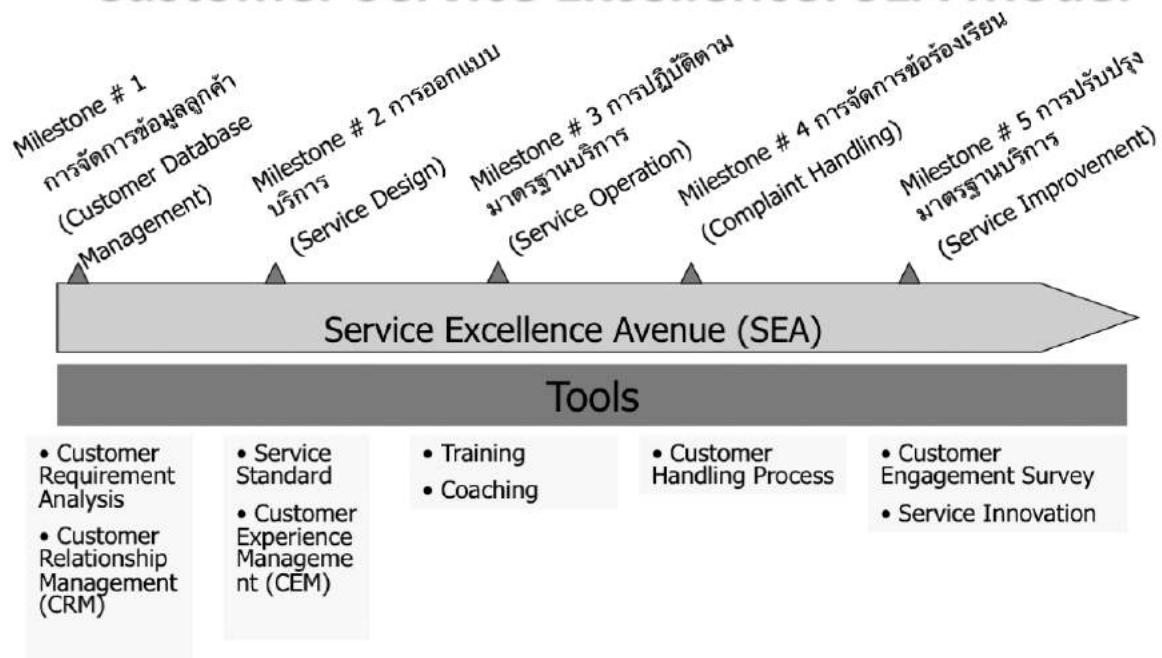 Customer Service Excellence: SEA Model
Milestone # 1
การจัดการข้อมูลลูกค้า
(Customer Database
Management)
Milestone # 2 การออกแบบ
บริการ
(Service Design)
Milestone # 3 การปฏิบัติตาม
มาตรฐานบริการ
(Service Operation)
Milestone # 4 การจัดการข้อร้องเรียน
(Complaint Handling)
Milestone # 5 การปรับปรุง
มาตรฐานบริการ
(Service Improvement)
Service Excellence Avenue (SEA)
Tools
• Customer
Requirement
Analysis
• Customer
Relationship
Management
(CRM)
• Service
Standard
• Customer
Experience
Manageme
nt (CEM)
• Training
• Coaching
• Customer
Handling Process
• Customer
Engagement Survey
• Service Innovation